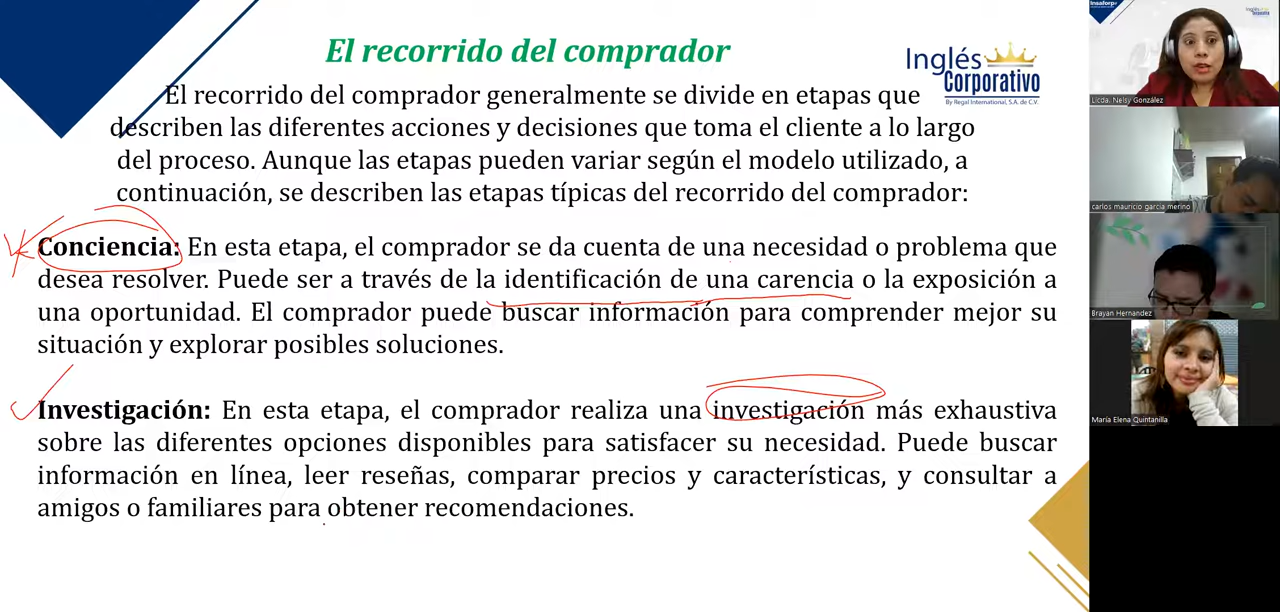 El recorrido del comprador
Inglés
Corporativo
By Regal International, S.A. de C.V.
El recorrido del comprador generalmente se divide en etapas que
describen las diferentes acciones y decisiones que toma el cliente a lo largo
del proceso. Aunque las etapas pueden variar según el modelo utilizado, a
continuación, se describen las etapas típicas del recorrido del comprador:
Conciencia: En esta etapa, el comprador se da cuenta de una necesidad o problema que
desea resolver. Puede ser a través de la identificación de una carencia o la exposición a
una oportunidad. El comprador puede buscar información para comprender mejor su
situación y explorar posibles soluciones.
Investigación: En esta etapa, el comprador realiza una investigación más exhaustiva
sobre las diferentes opciones disponibles para satisfacer su necesidad. Puede buscar
información en línea, leer reseñas, comparar precios y características, y consultar a
amigos o familiares para obtener recomendaciones.
Insaforp
Licda. Neisy González
carlos mauricio garcia merino
Brayan Hernandez
María Elena Quintanilla